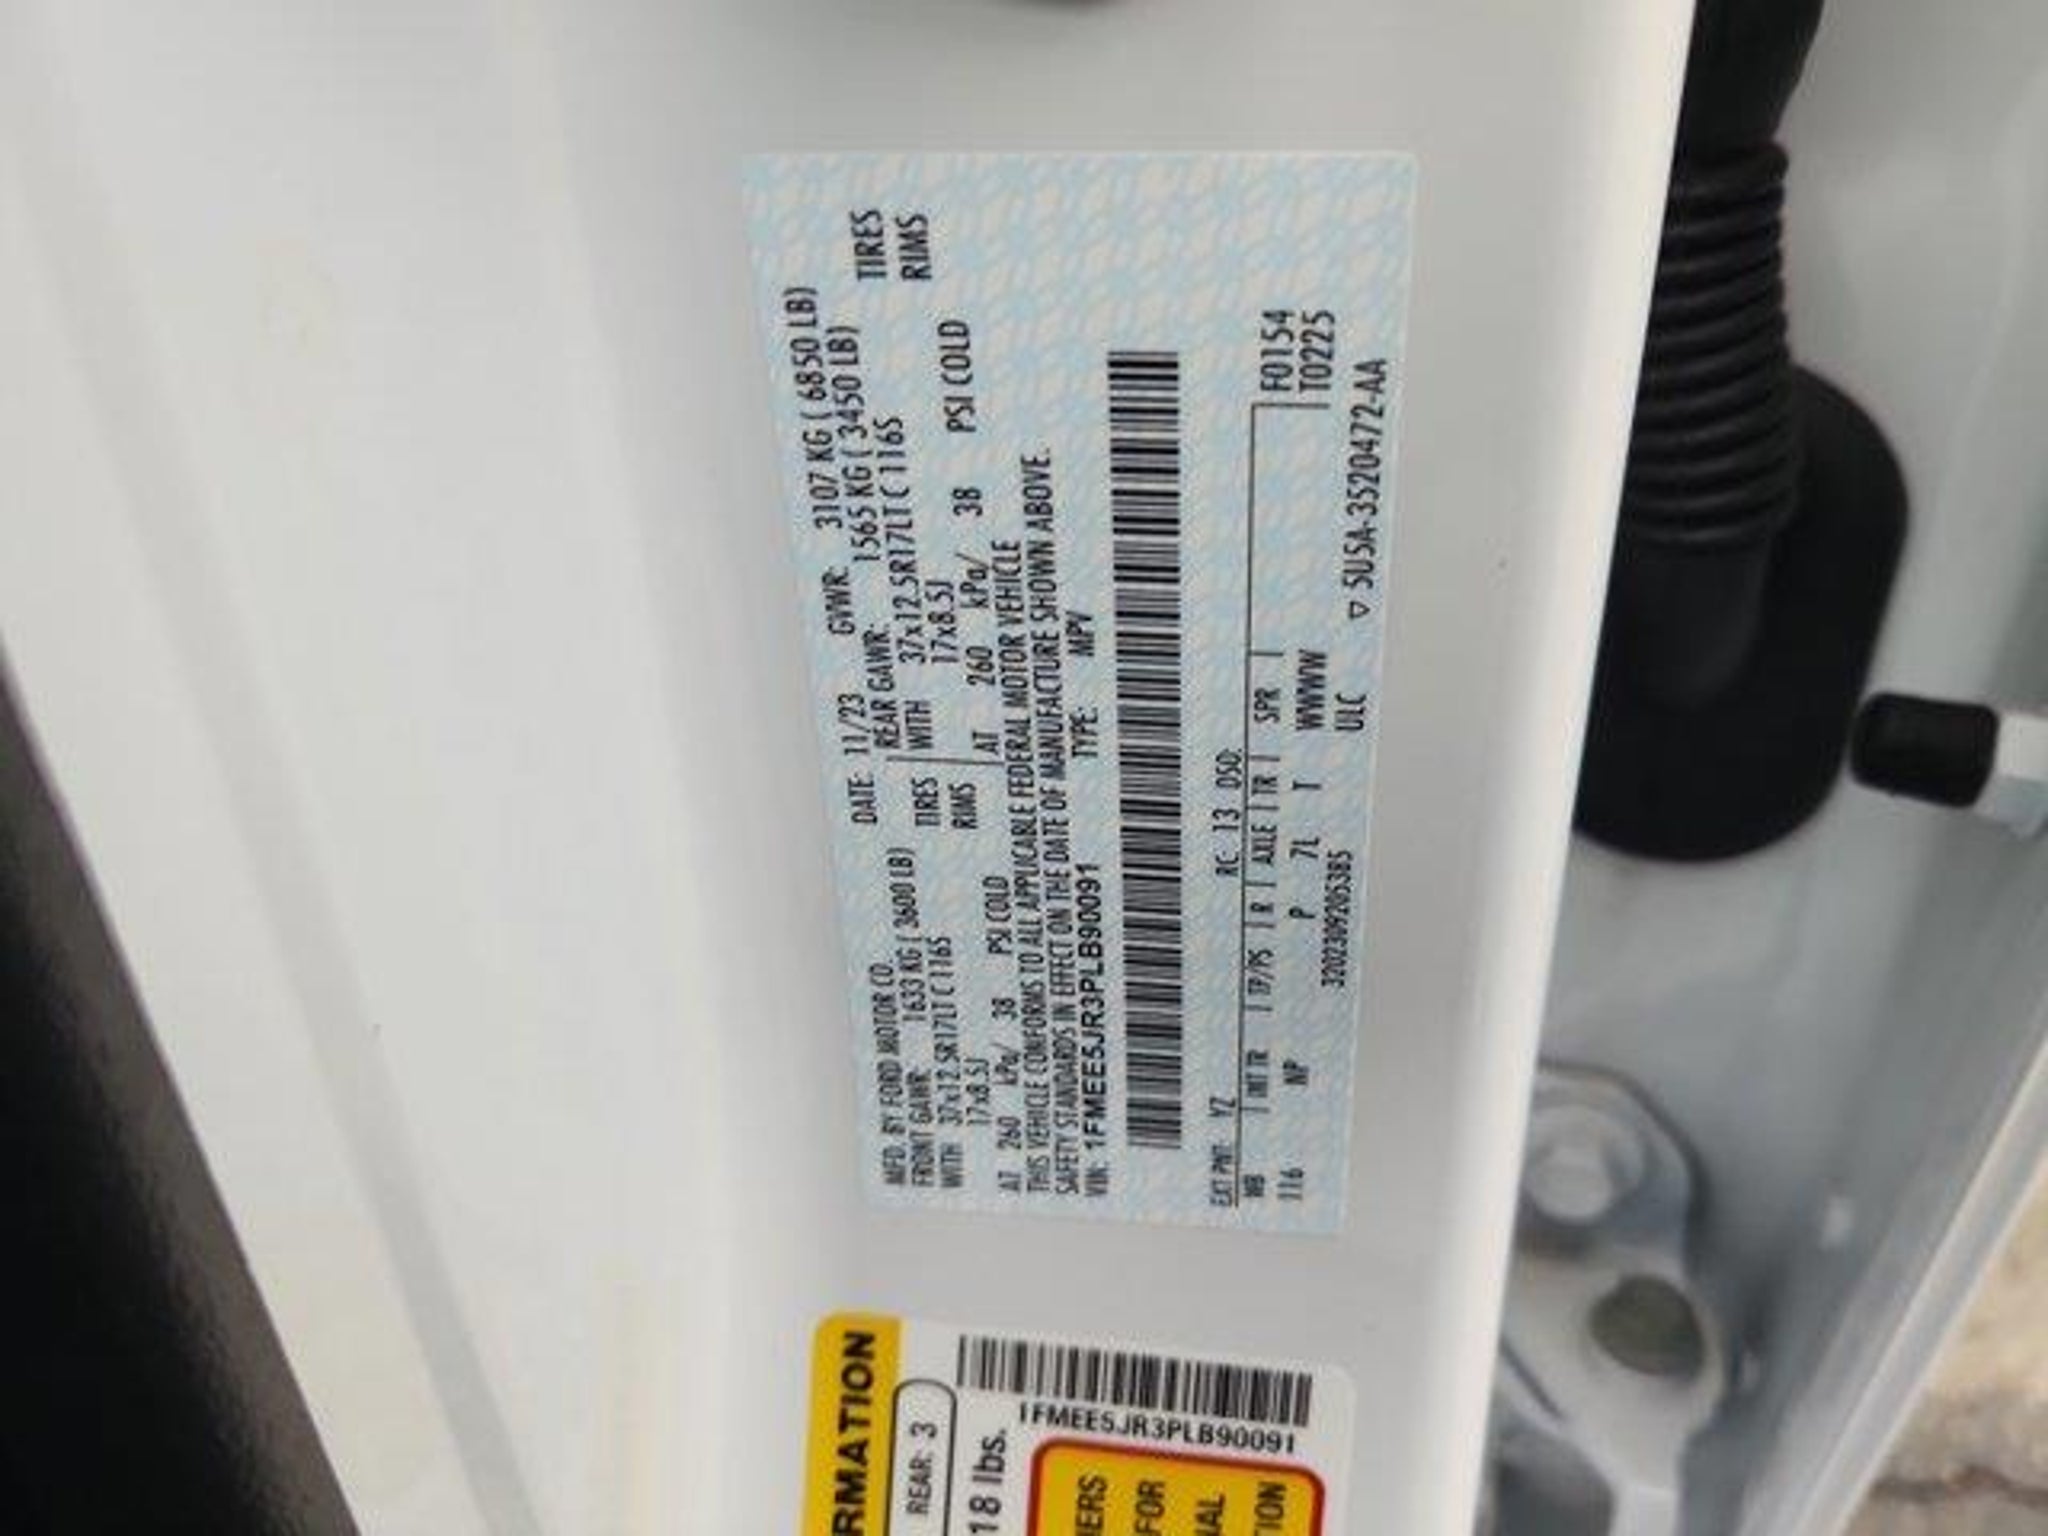 MFD. BY FORD MOTOR CO. DATE: 11/23 GVWR: 3107 KG ( 6850 LB)
FRONT GAWR: 1633 KG ( 3600 LB) REAR GAWR: 1565 KG ( 3450 LB)
WITH 37x12.5R17LT C 116S TIRES WITH 37x12.5R17LT C 116S TIRES
17x8.5J RIMS 17x8.5J RIMS
AT 260 kPa/ 38 PSI COLD AT 260 kPa/ 38 PSI COLD
THIS VEHICLE CONFORMS TO ALL APPLICABLE FEDERAL MOTOR VEHICLE
SAFETY STANDARDS IN EFFECT ON THE DATE OF MANUFACTURE SHOWN ABOVE.
VIN: 1FMEE5JR3PLB90091 TYPE: MPV
EXT PNT: YZ RC: 13 DSO:
WB INT TR TP/PS R AXLE TR SPR F0154
116 NP P 7L T WWWW T0225
3202309205385 ULC ▽ 5U5A-3520472-AA
RMATION
REAR: 3
18 lbs.
1FMEE5JR3PLB90091
NERS
FOR
NAL
TION